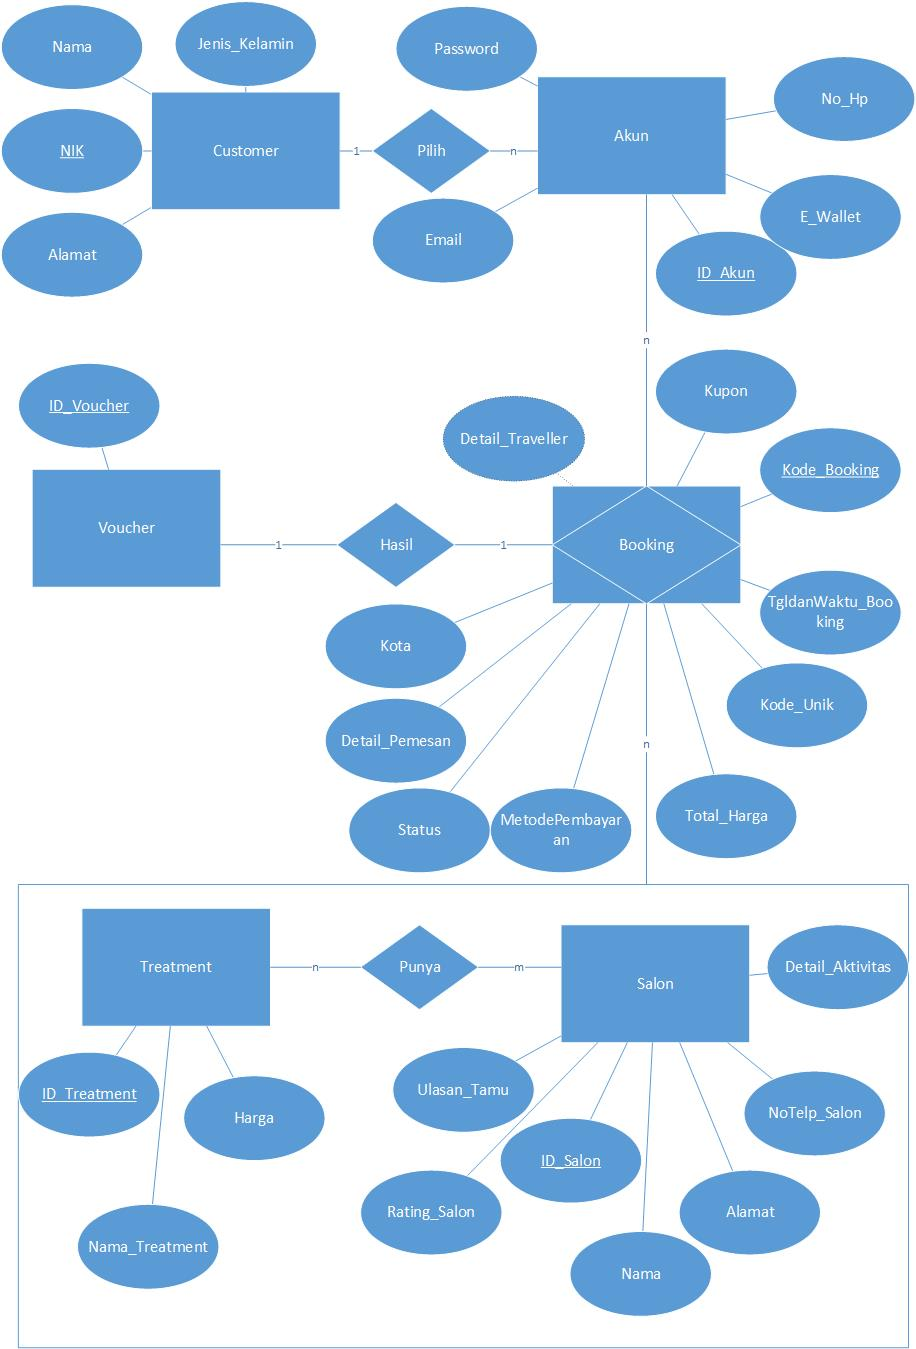 Nama
Jenis_Kelamin
Password
No_Hp
NIK
Customer
1
Pilih
n
Akun
Alamat
Email
E_Wallet
ID_Akun
n
ID_Voucher
Detail_Traveller
Kupon
Kode_Booking
Voucher
1
Hasil
1
Booking
TgldanWaktu_Boo
king
Kota
Kode_Unik
Detail_Pemesan
n
Status
MetodePembayar
an
Total_Harga
Treatment
n
Punya
m
Salon
Detail_Aktivitas
ID_Treatment
Harga
Ulasan_Tamu
NoTelp_Salon
ID_Salon
Rating_Salon
Alamat
Nama_Treatment
Nama